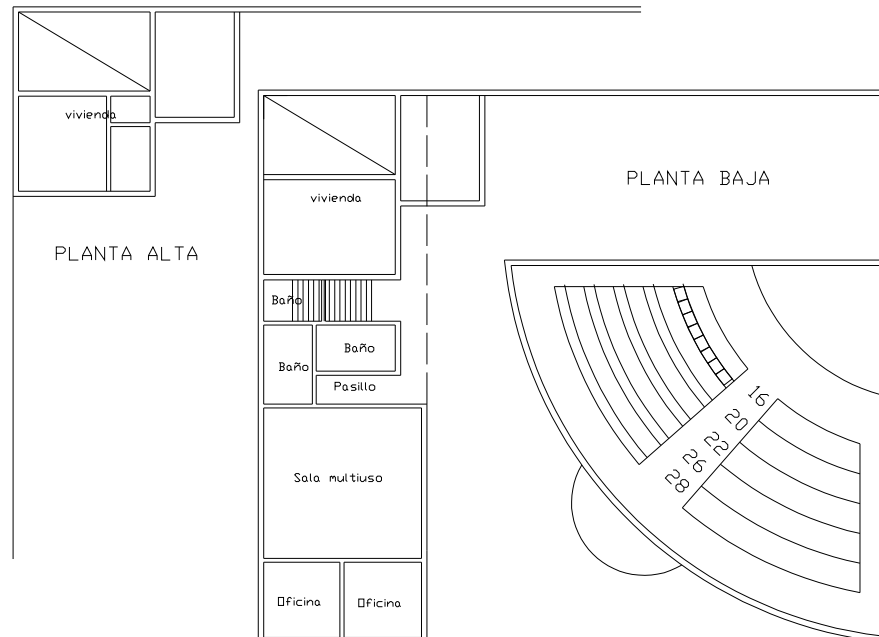 vivienda
PLANTA ALTA
vivienda
PLANTA BAJA
Baño
Baño
Baño
Pasillo
Sala multiuso
Oficina
Oficina
16
20
22
26
28